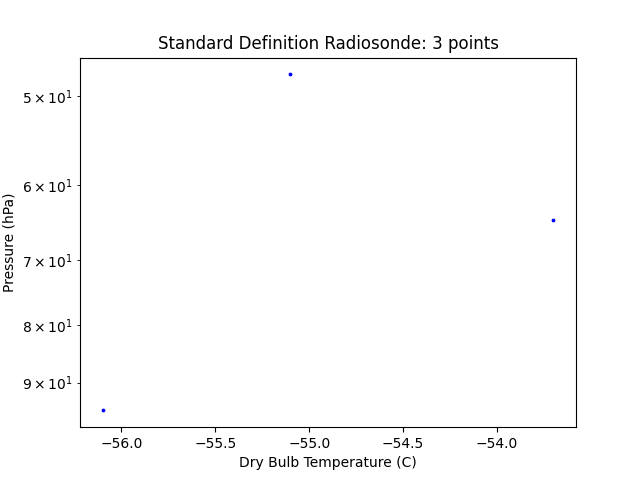 Standard Definition Radiosonde: 3 points
5 × 10¹
6 × 10¹
7 × 10¹
8 × 10¹
9 × 10¹
Pressure (hPa)
−56.0 −55.5 −55.0 −54.5 −54.0
Dry Bulb Temperature (C)